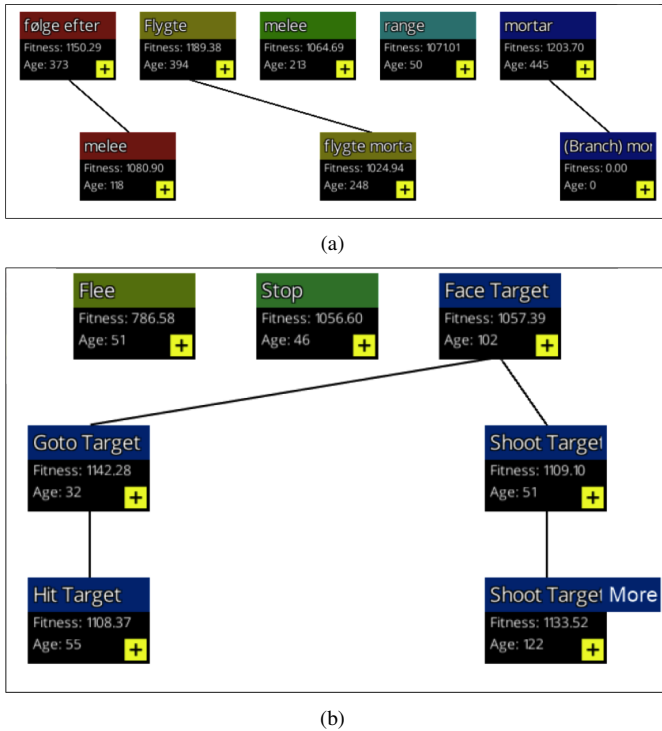 følge efter
Fitness: 1150.29
Age: 373
+
Flygte
Fitness: 1189.38
Age: 394
+
melee
Fitness: 1064.69
Age: 213
+
range
Fitness: 1071.01
Age: 50
+
mortar
Fitness: 1203.70
Age: 445
+
melee
Fitness: 1080.90
Age: 118
+
flygte morta
Fitness: 1024.94
Age: 248
+
(Branch) mor
Fitness: 0.00
Age: 0
+
(a)
Flee
Fitness: 786.58
Age: 51
+
Stop
Fitness: 1056.60
Age: 46
+
Face Target
Fitness: 1057.39
Age: 102
+
Goto Target
Fitness: 1142.28
Age: 32
+
Shoot Target
Fitness: 1109.10
Age: 51
+
Hit Target
Fitness: 1108.37
Age: 55
+
Shoot Target More
Fitness: 1133.52
Age: 122
+
(b)